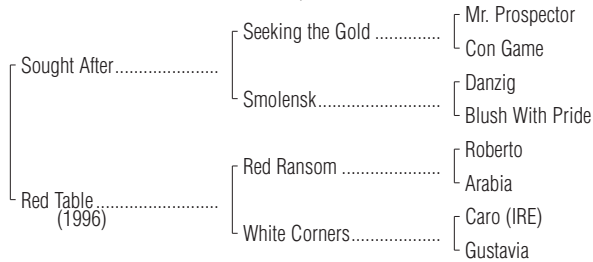 Mr. Prospector
Seeking the Gold ..............
Con Game
Sought After......................
Danzig
Smolensk..........................
Blush With Pride
Roberto
Red Ransom .....................
Arabia
Red Table..........................
(1996)
Caro (IRE)
White Corners...................
Gustavia